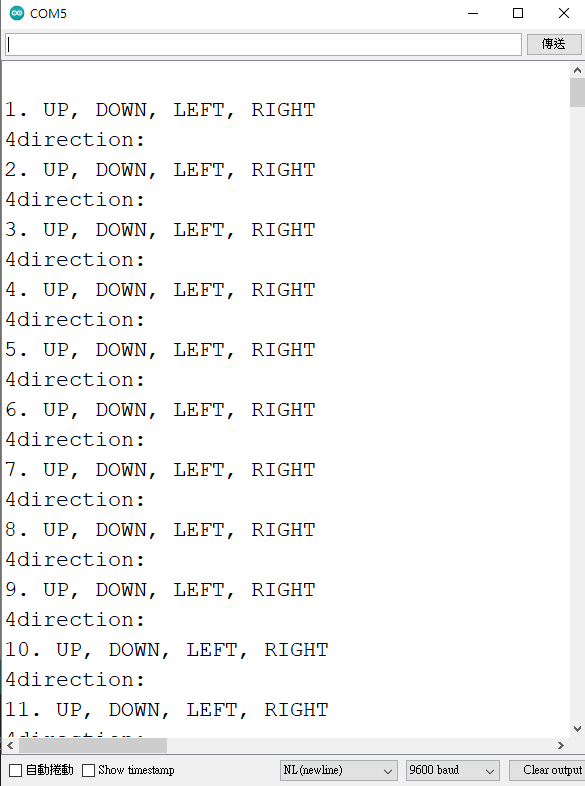 COM5
傳送
1. UP, DOWN, LEFT, RIGHT
4direction:
2. UP, DOWN, LEFT, RIGHT
4direction:
3. UP, DOWN, LEFT, RIGHT
4direction:
4. UP, DOWN, LEFT, RIGHT
4direction:
5. UP, DOWN, LEFT, RIGHT
4direction:
6. UP, DOWN, LEFT, RIGHT
4direction:
7. UP, DOWN, LEFT, RIGHT
4direction:
8. UP, DOWN, LEFT, RIGHT
4direction:
9. UP, DOWN, LEFT, RIGHT
4direction:
10. UP, DOWN, LEFT, RIGHT
4direction:
11. UP, DOWN, LEFT, RIGHT
4direction:
自動捲動 Show timestamp NL(newline) 9600 baud Clear output